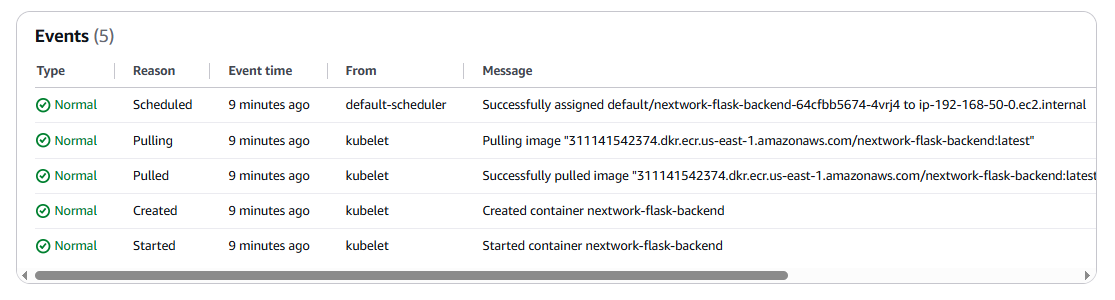 Events (5)
Type Reason Event time From Message
Normal Scheduled 9 minutes ago default-scheduler Successfully assigned default/nextwork-flask-backend-64cfbb5674-4vrj4 to ip-192-168-50-0.ec2.internal
Normal Pulling 9 minutes ago kubelet Pulling image "311141542374.dkr.ecr.us-east-1.amazonaws.com/nextwork-flask-backend:latest"
Normal Pulled 9 minutes ago kubelet Successfully pulled image "311141542374.dkr.ecr.us-east-1.amazonaws.com/nextwork-flask-backend:latest
Normal Created 9 minutes ago kubelet Created container nextwork-flask-backend
Normal Started 9 minutes ago kubelet Started container nextwork-flask-backend